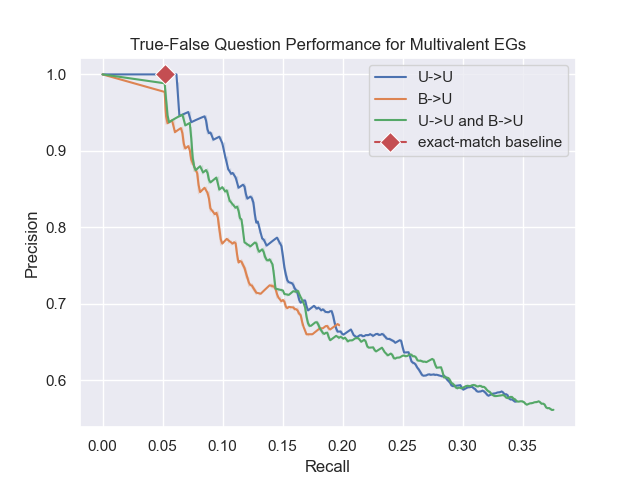 True-False Question Performance for Multivalent EGs
U->U
B->U
U->U and B->U
exact-match baseline
1.0
0.9
0.8
0.7
0.6
Precision
0.00 0.05 0.10 0.15 0.20 0.25 0.30 0.35
Recall